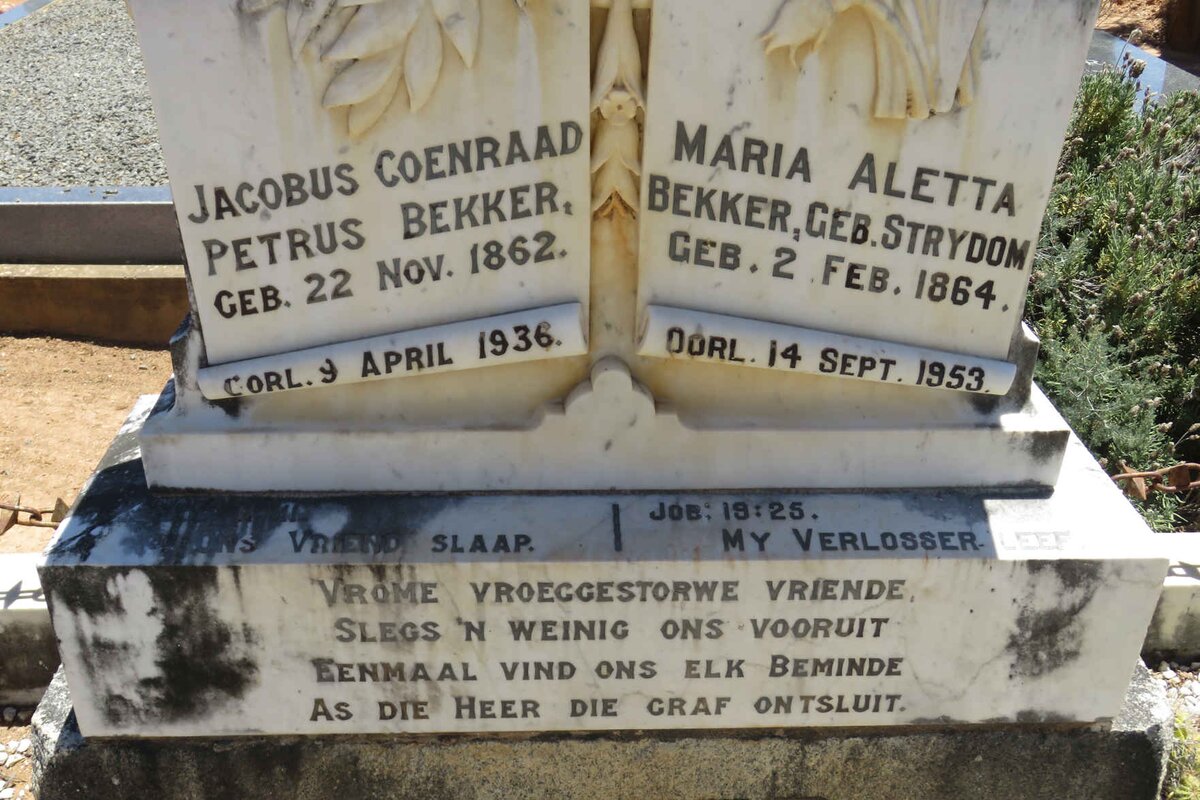 JACOBUS COENRAAD
PETRUS BEKKER,
GEB. 22 NOV. 1862.
OORL. 9 APRIL 1936.
MARIA ALETTA
BEKKER, GEB. STRYDOM
GEB. 2 FEB. 1864.
OORL. 14 SEPT. 1953.
ONS VRIEND SLAAP.
JOB: 19:25.
MY VERLOSSER LEEF
VROME VROEGGESTORWE VRIENDE,
SLEGS 'N WEINIG ONS VOORUIT
EENMAAL VIND ONS ELK BEMINDE
AS DIE HEER DIE GRAF ONTSLUIT.